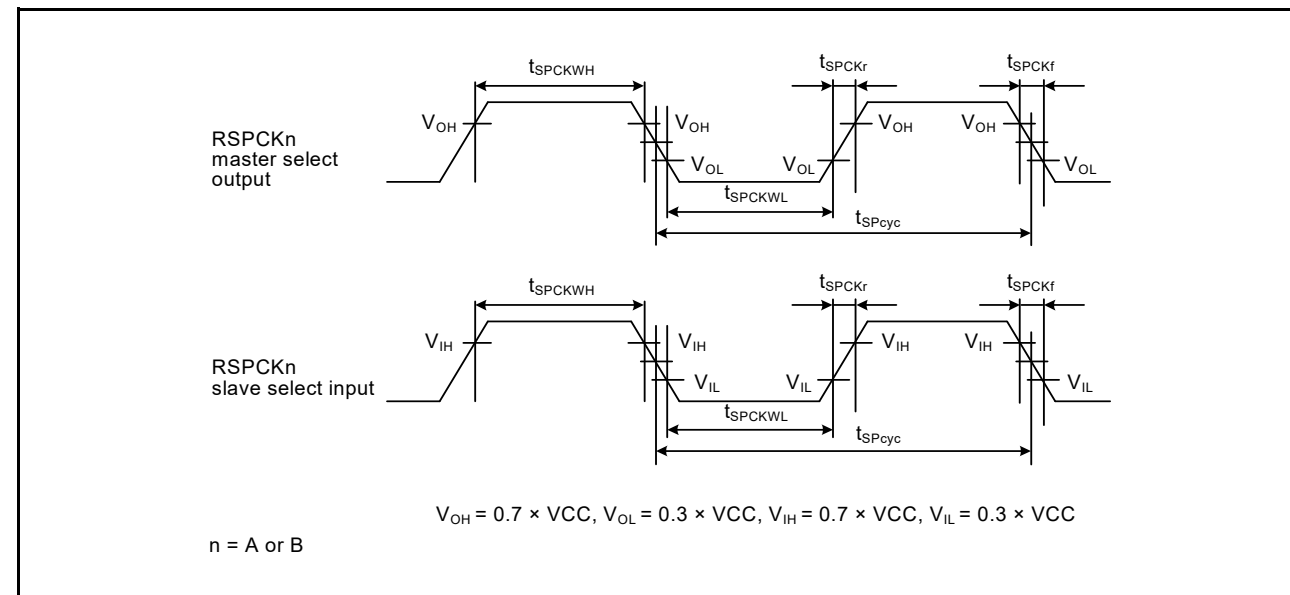 tSPCKWH tSPCKr tSPCKf
VOH VOH VOH VOH
RSPCKn
master select
output
VOL VOL VOL
tSPCKWL
tSPcyc
tSPCKWH tSPCKr tSPCKf
VIH VIH VIH VIH
RSPCKn
slave select input
VIL VIL VIL
tSPCKWL
tSPcyc
VOH = 0.7 × VCC, VOL = 0.3 × VCC, VIH = 0.7 × VCC, VIL = 0.3 × VCC
n = A or B